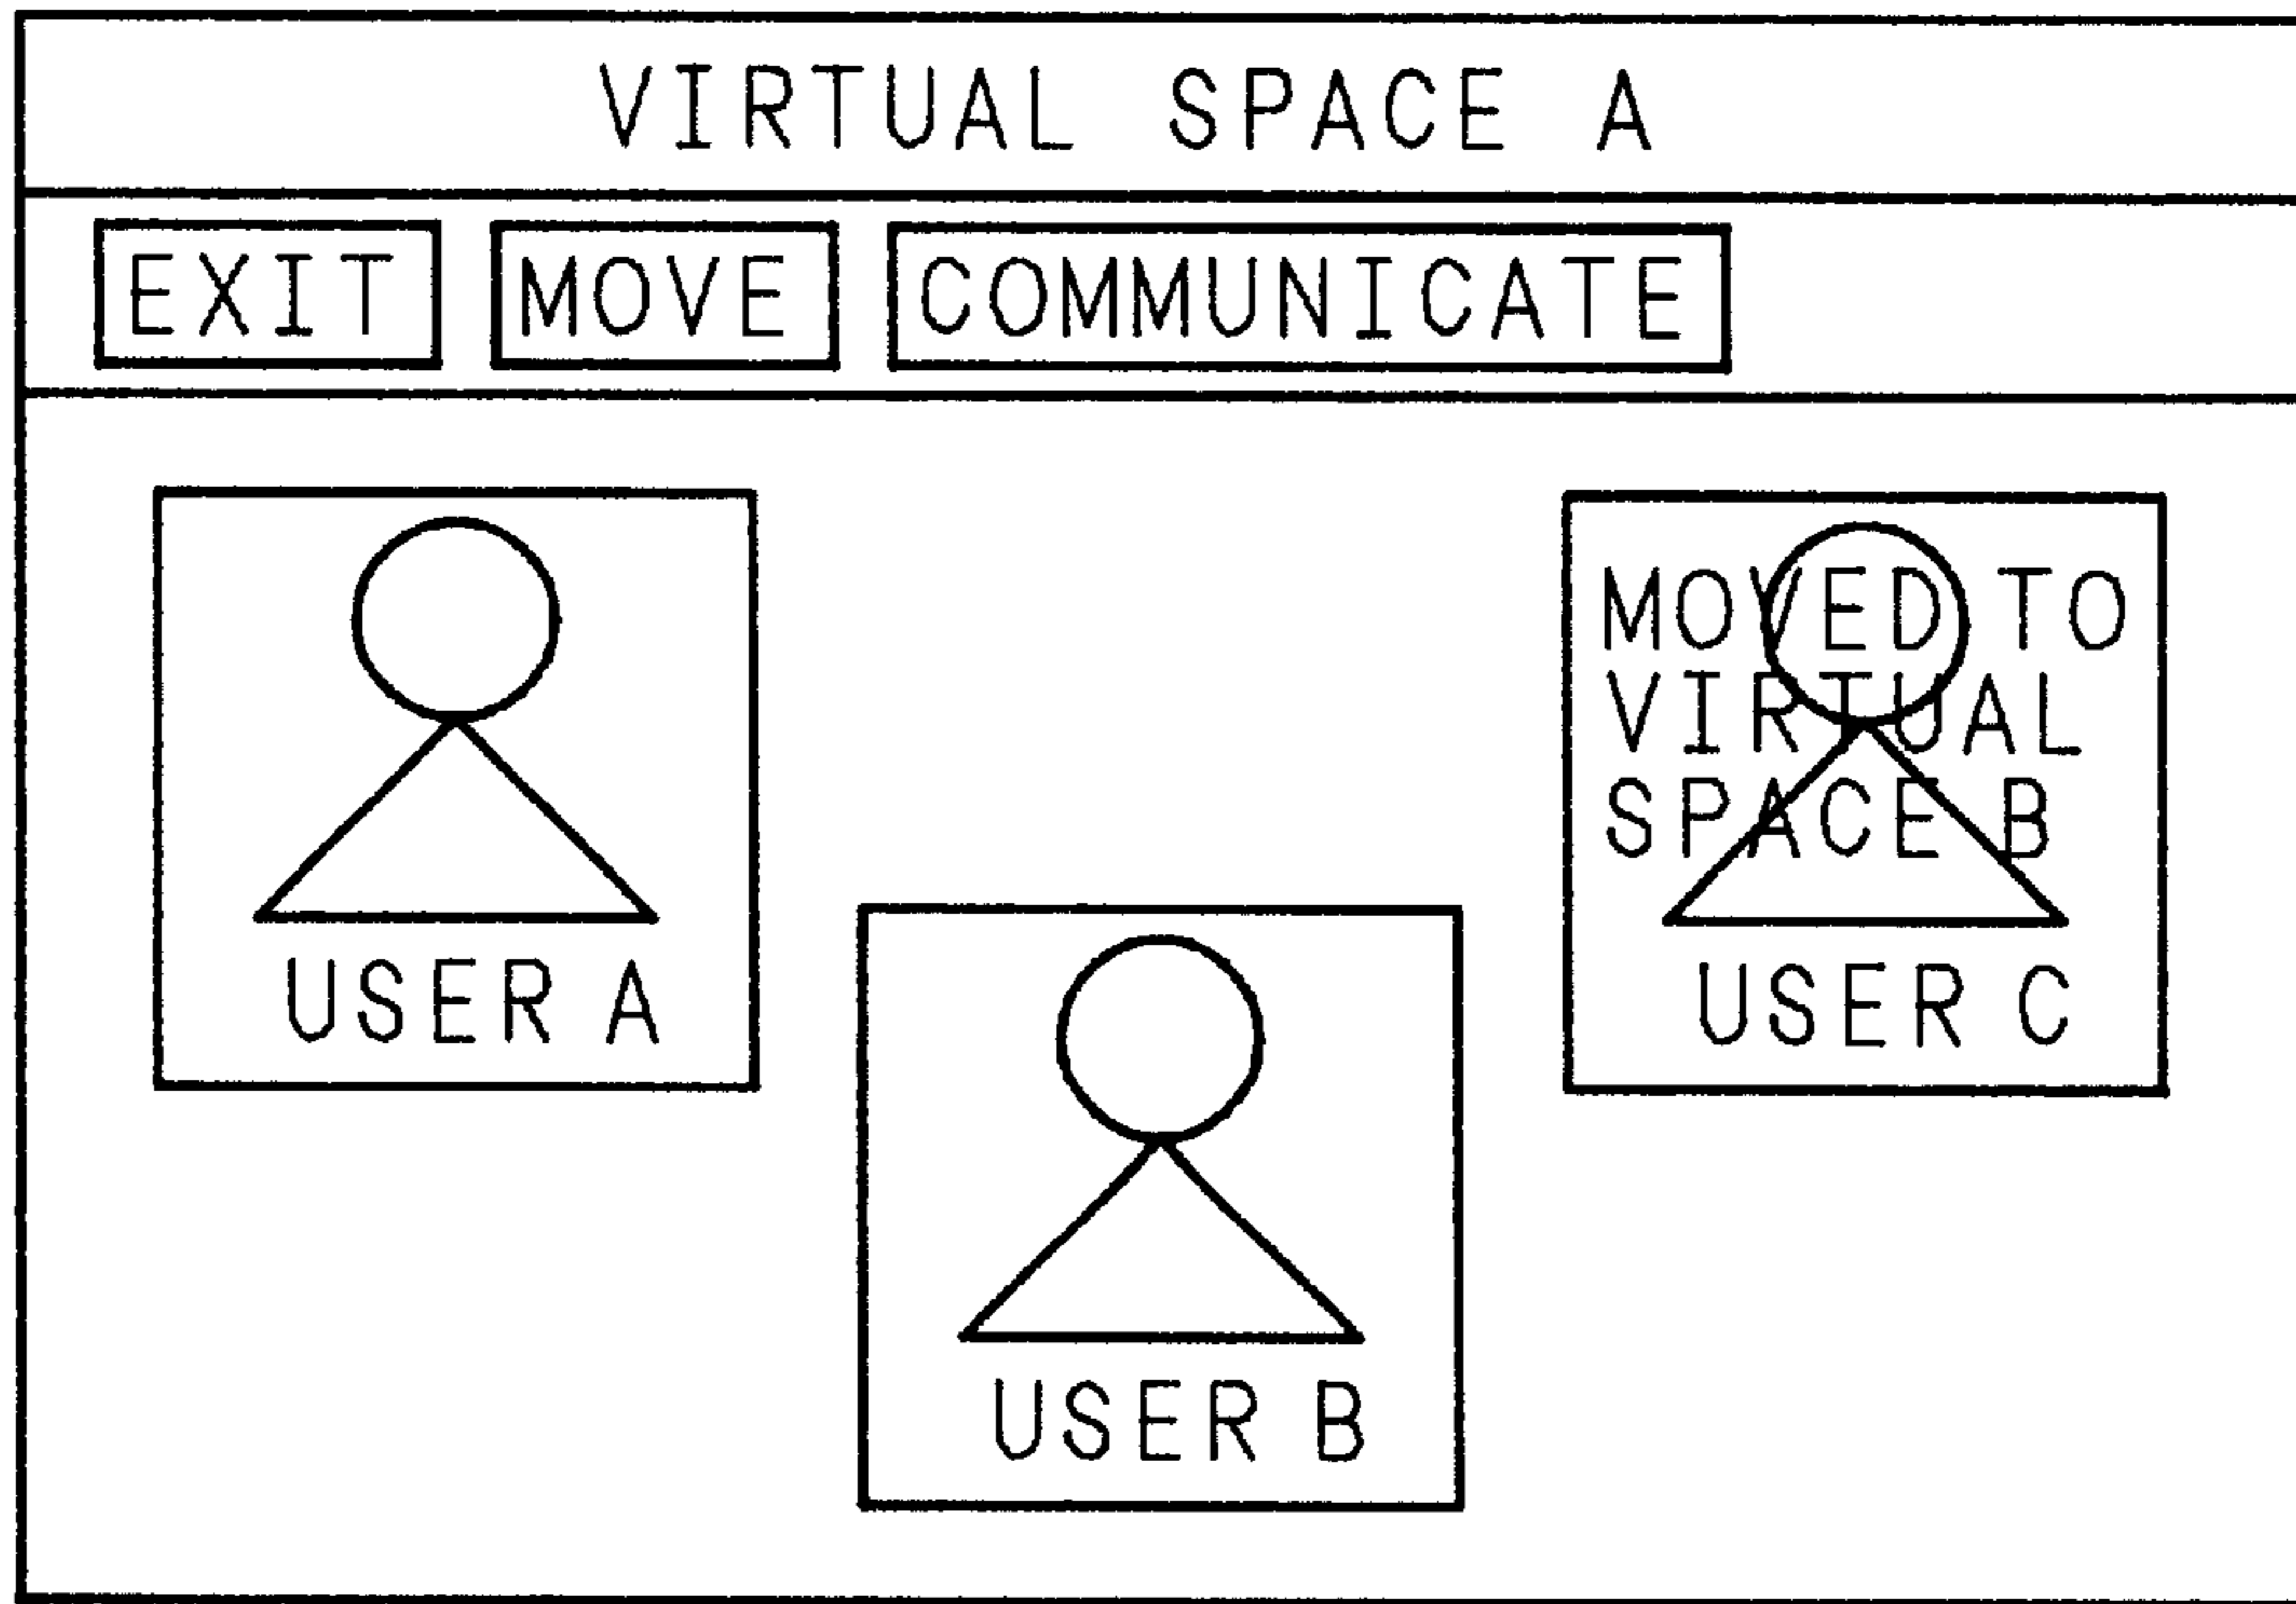 VIRTUAL SPACE A
EXIT MOVE COMMUNICATE
MOVED TO
VIRTUAL
SPACE B
USER A
USER C
USER B